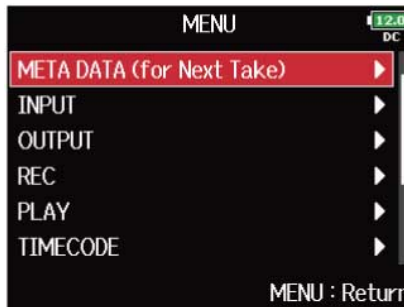 MENU
12.0
DC
META DATA (for Next Take)
INPUT
OUTPUT
REC
PLAY
TIMECODE
MENU : Return